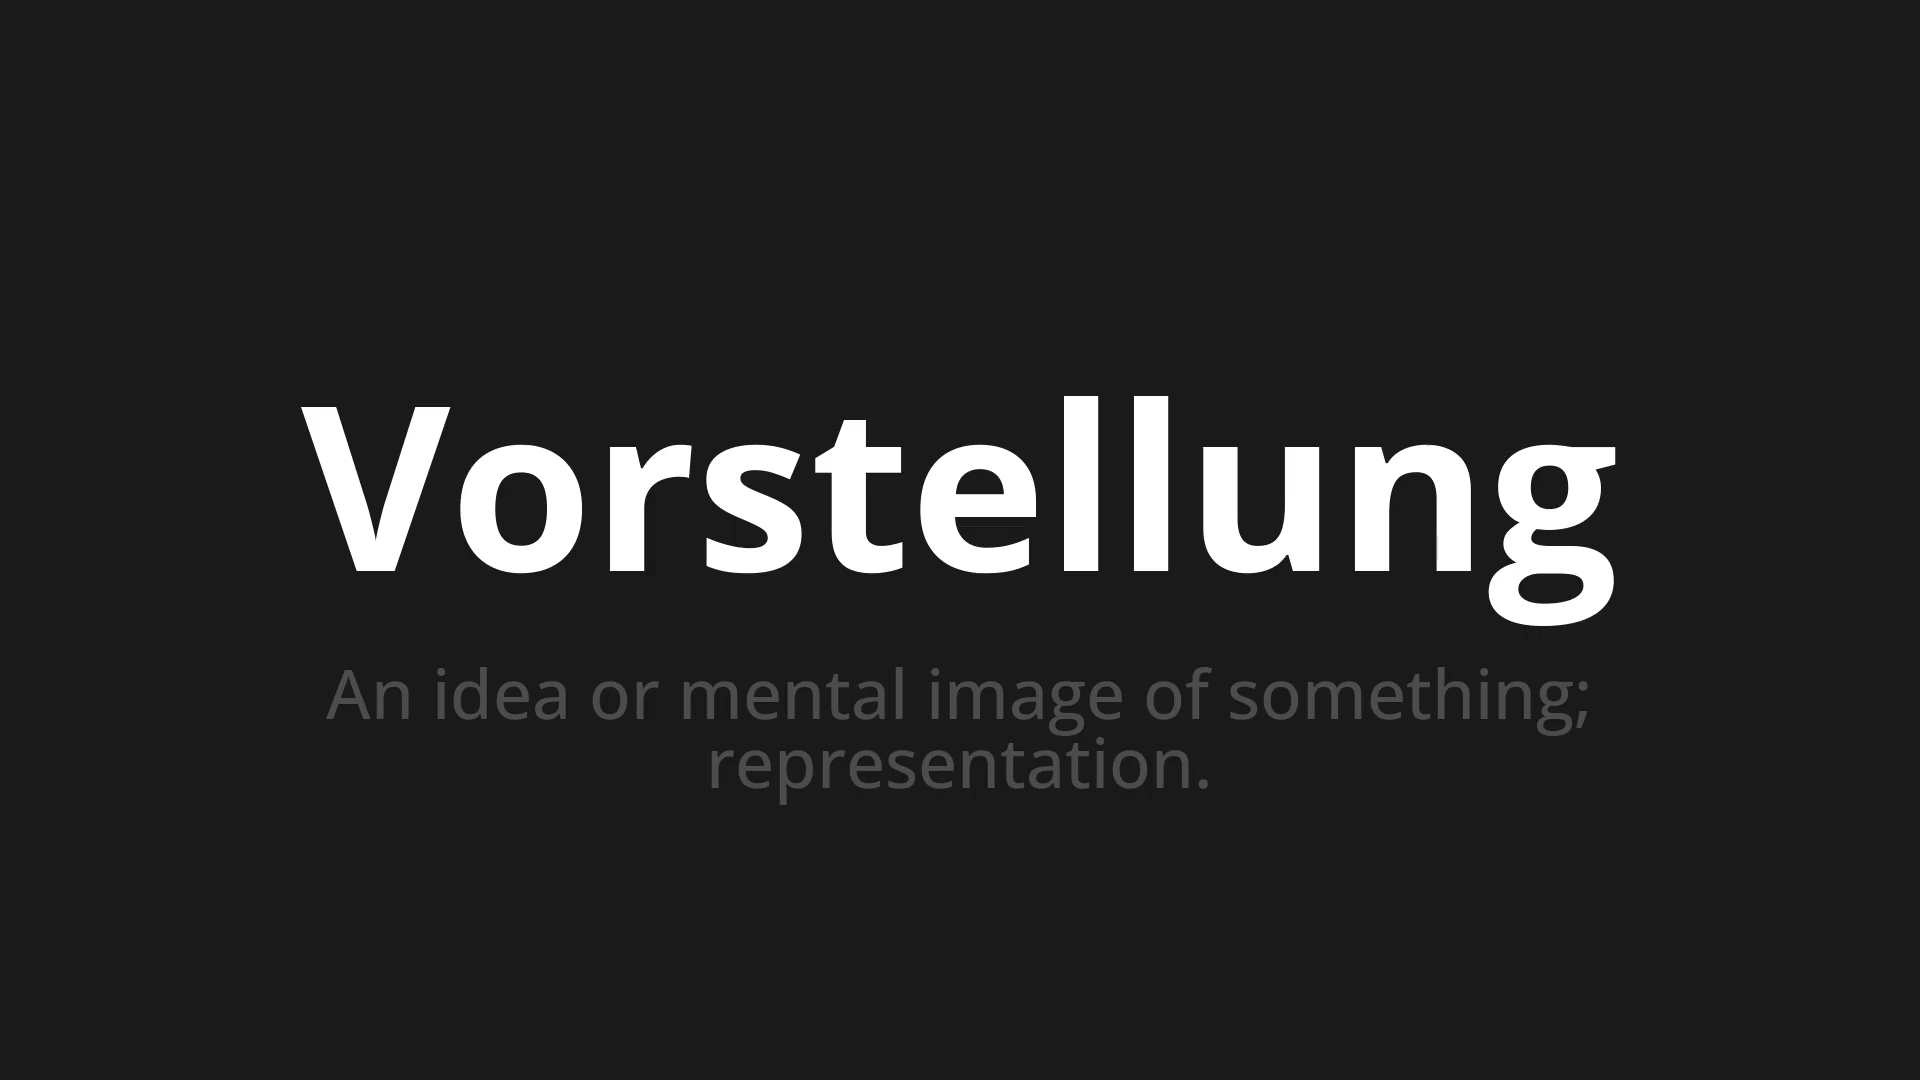 Vorstellung
An idea or mental image of something;
representation.